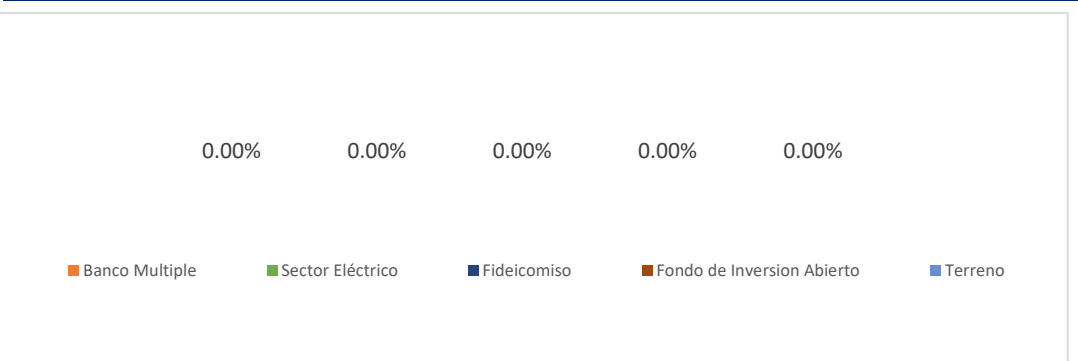 0.00% 0.00% 0.00% 0.00% 0.00%
Banco Multiple Sector Eléctrico Fideicomiso Fondo de Inversion Abierto Terreno